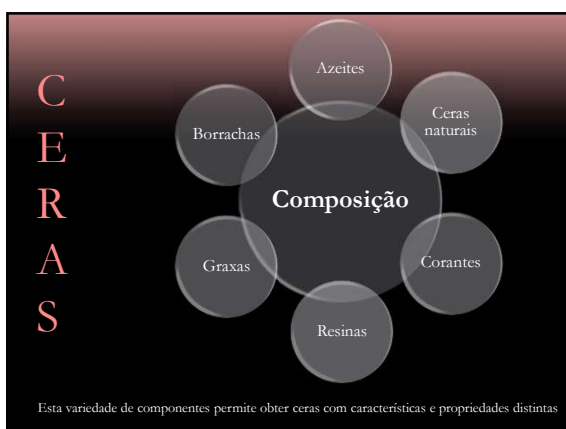 CERAS
Azeites
Ceras
naturais
Corantes
Resinas
Graxas
Borrachas
Composição
Esta variedade de componentes permite obter ceras com características e propriedades distintas